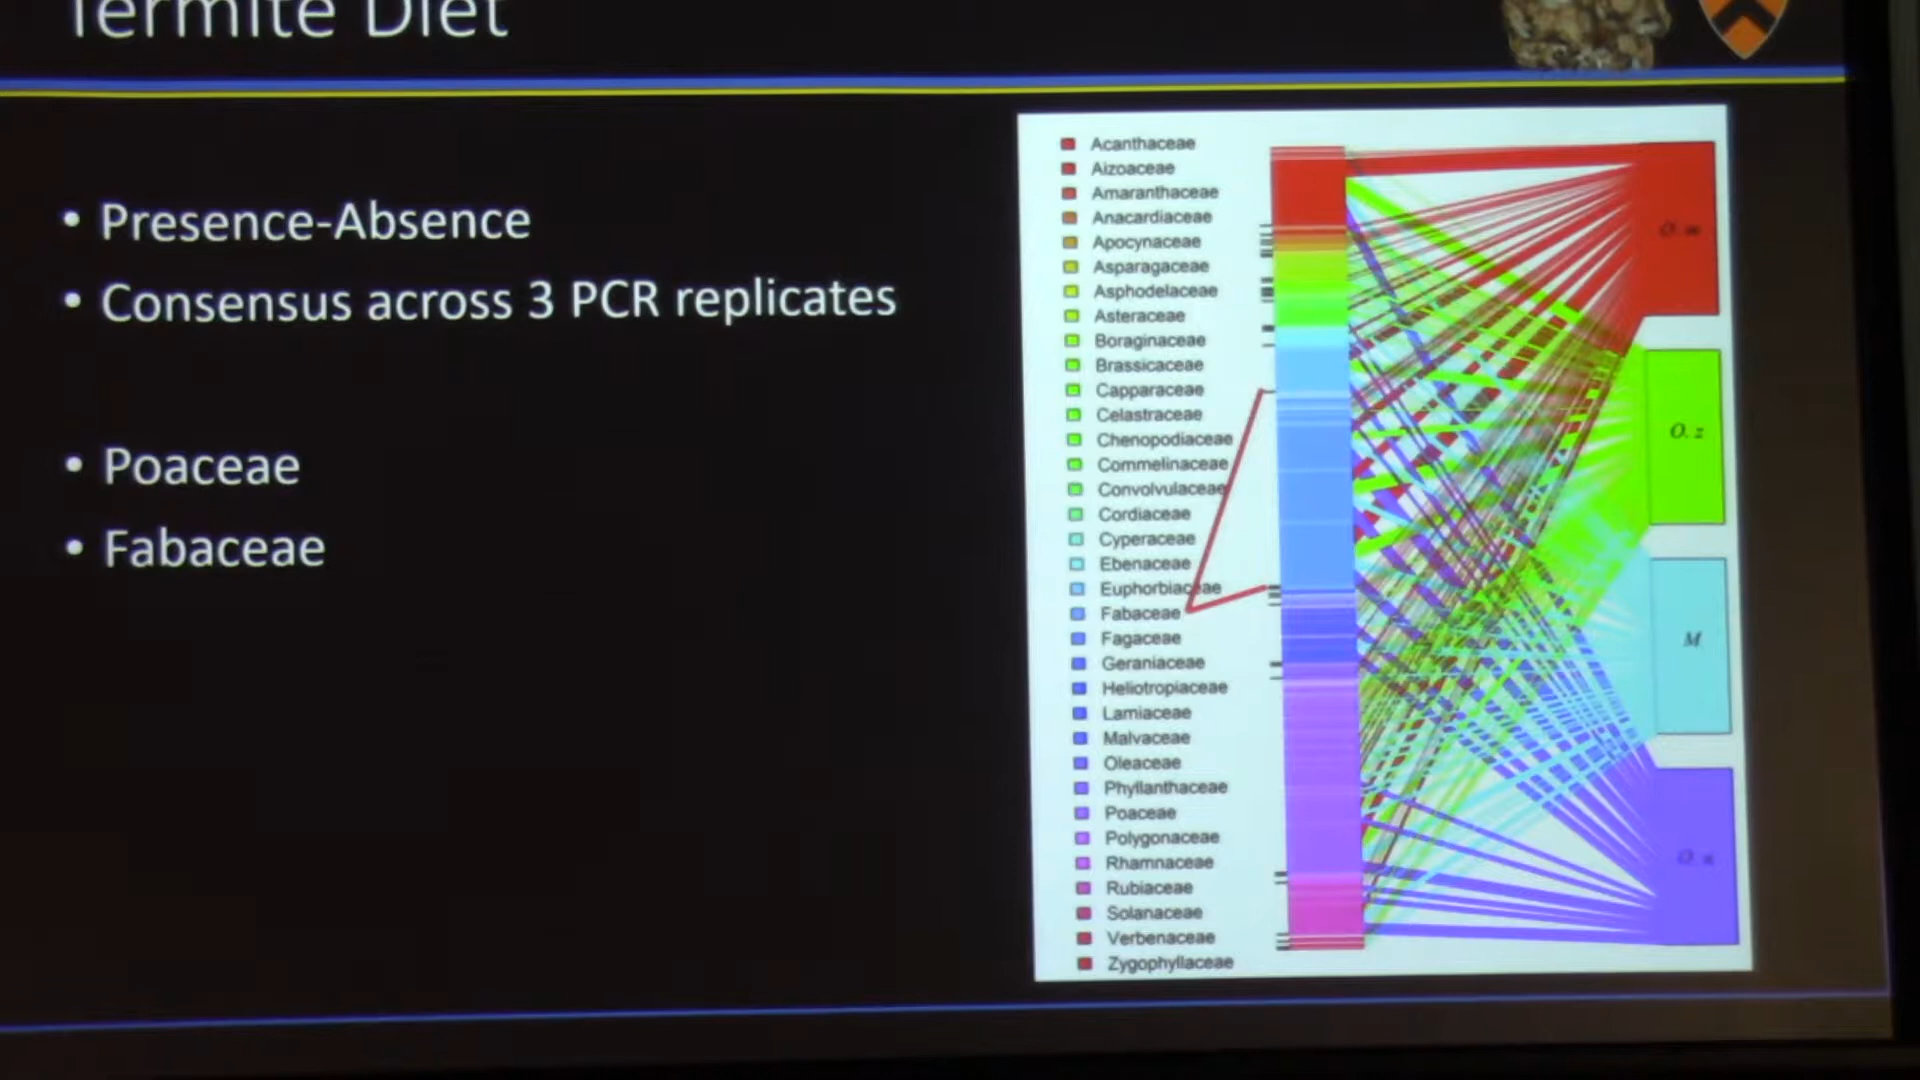 Termite Diet
• Presence-Absence
• Consensus across 3 PCR replicates
• Poaceae
• Fabaceae
Acanthaceae
Aizoaceae
Amaranthaceae
Anacardiaceae
Apocynaceae
Asparagaceae
Asphodelaceae
Asteraceae
Boraginaceae
Brassicaceae
Capparaceae
Celastraceae
Chenopodiaceae
Commelinaceae
Convolvulaceae
Cordiaceae
Cyperaceae
Ebenaceae
Euphorbiaceae
Fabaceae
Fagaceae
Geraniaceae
Heliotropiaceae
Lamiaceae
Malvaceae
Oleaceae
Phyllanthaceae
Poaceae
Polygonaceae
Rhamnaceae
Rubiaceae
Solanaceae
Verbenaceae
Zygophyllaceae
O. m
O. z
M